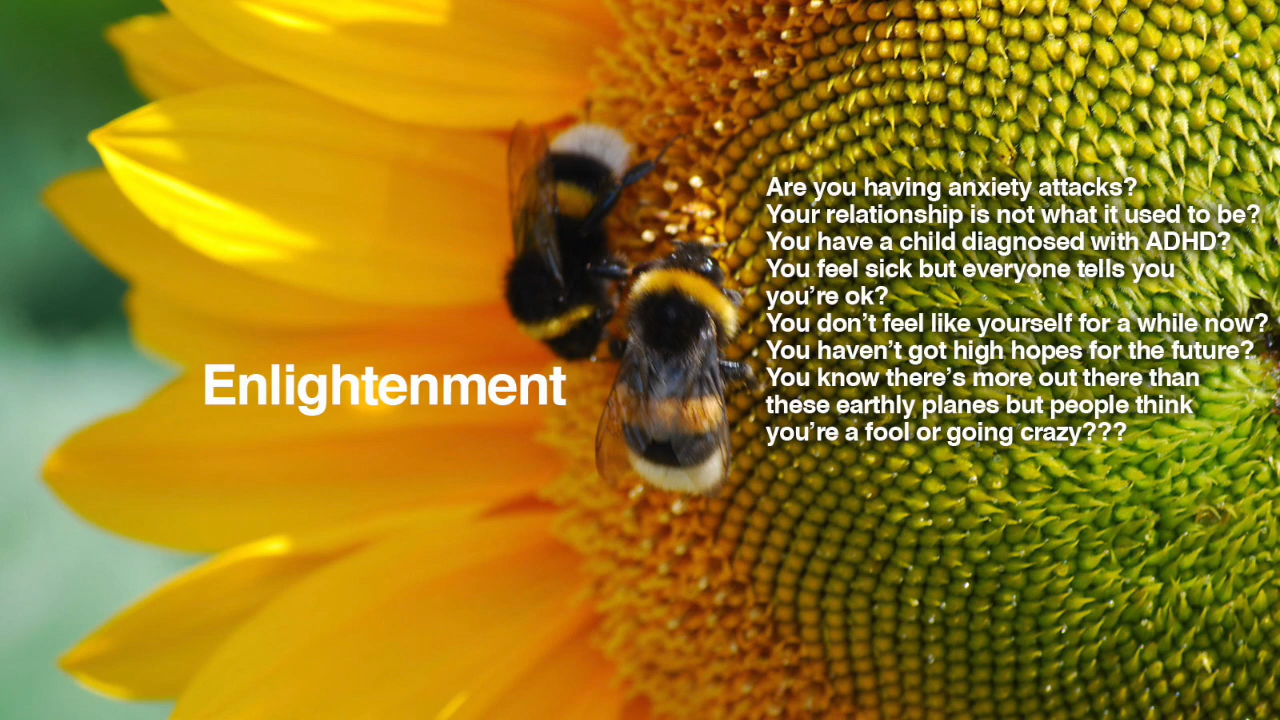 Enlightenment
Are you having anxiety attacks?
Your relationship is not what it used to be?
You have a child diagnosed with ADHD?
You feel sick but everyone tells you
you’re ok?
You don’t feel like yourself for a while now?
You haven’t got high hopes for the future?
You know there’s more out there than
these earthly planes but people think
you’re a fool or going crazy???